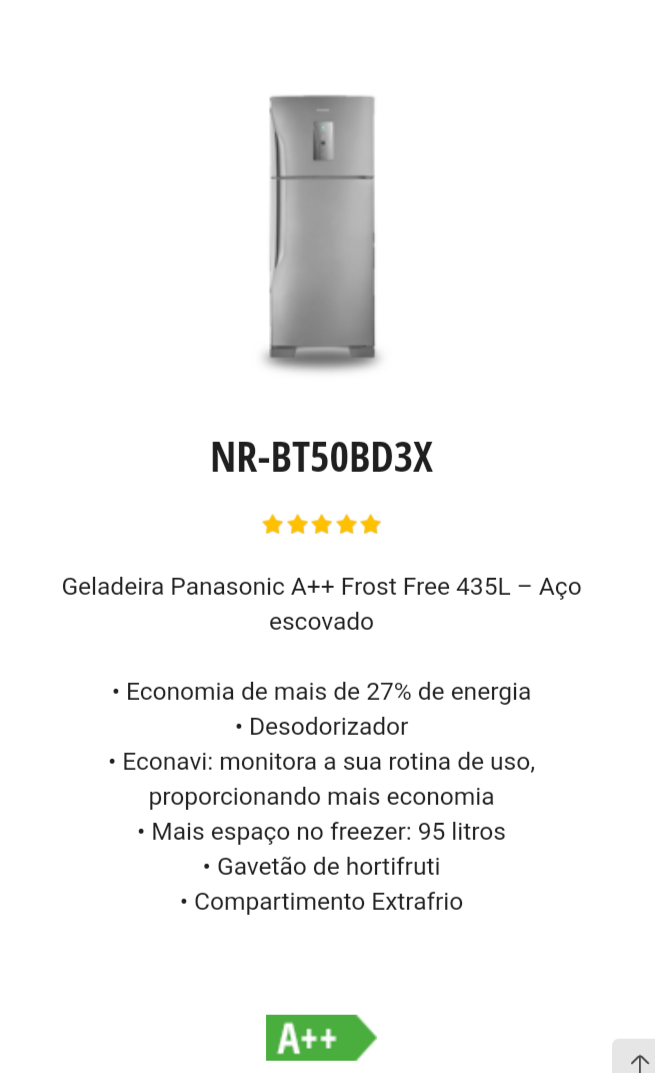 NR-BT50BD3X
Geladeira Panasonic A++ Frost Free 435L – Aço
escovado
• Economia de mais de 27% de energia
• Desodorizador
• Econavi: monitora a sua rotina de uso,
proporcionando mais economia
• Mais espaço no freezer: 95 litros
• Gavetão de hortifruti
• Compartimento Extrafrio
A++